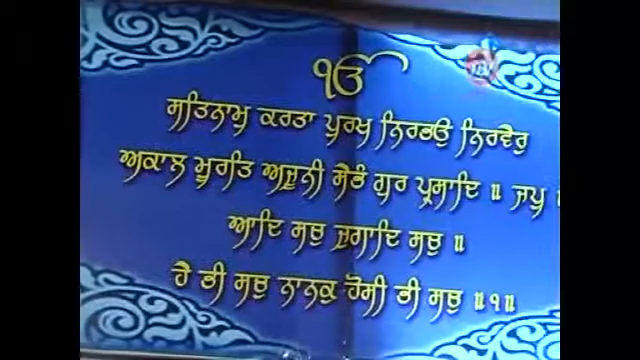 ੴ
ਸਤਿਨਾਮੁ ਕਰਤਾ ਪੁਰਖੁ ਨਿਰਭਉ ਨਿਰਵੈਰੁ
ਅਕਾਲ ਮੂਰਤਿ ਅਜੂਨੀ ਸੈਭੰ ਗੁਰ ਪ੍ਰਸਾਦਿ ॥ ਜਪੁ ॥
ਆਦਿ ਸਚੁ ਜੁਗਾਦਿ ਸਚੁ ॥
ਹੈ ਭੀ ਸਚੁ ਨਾਨਕ ਹੋਸੀ ਭੀ ਸਚੁ ॥੧॥